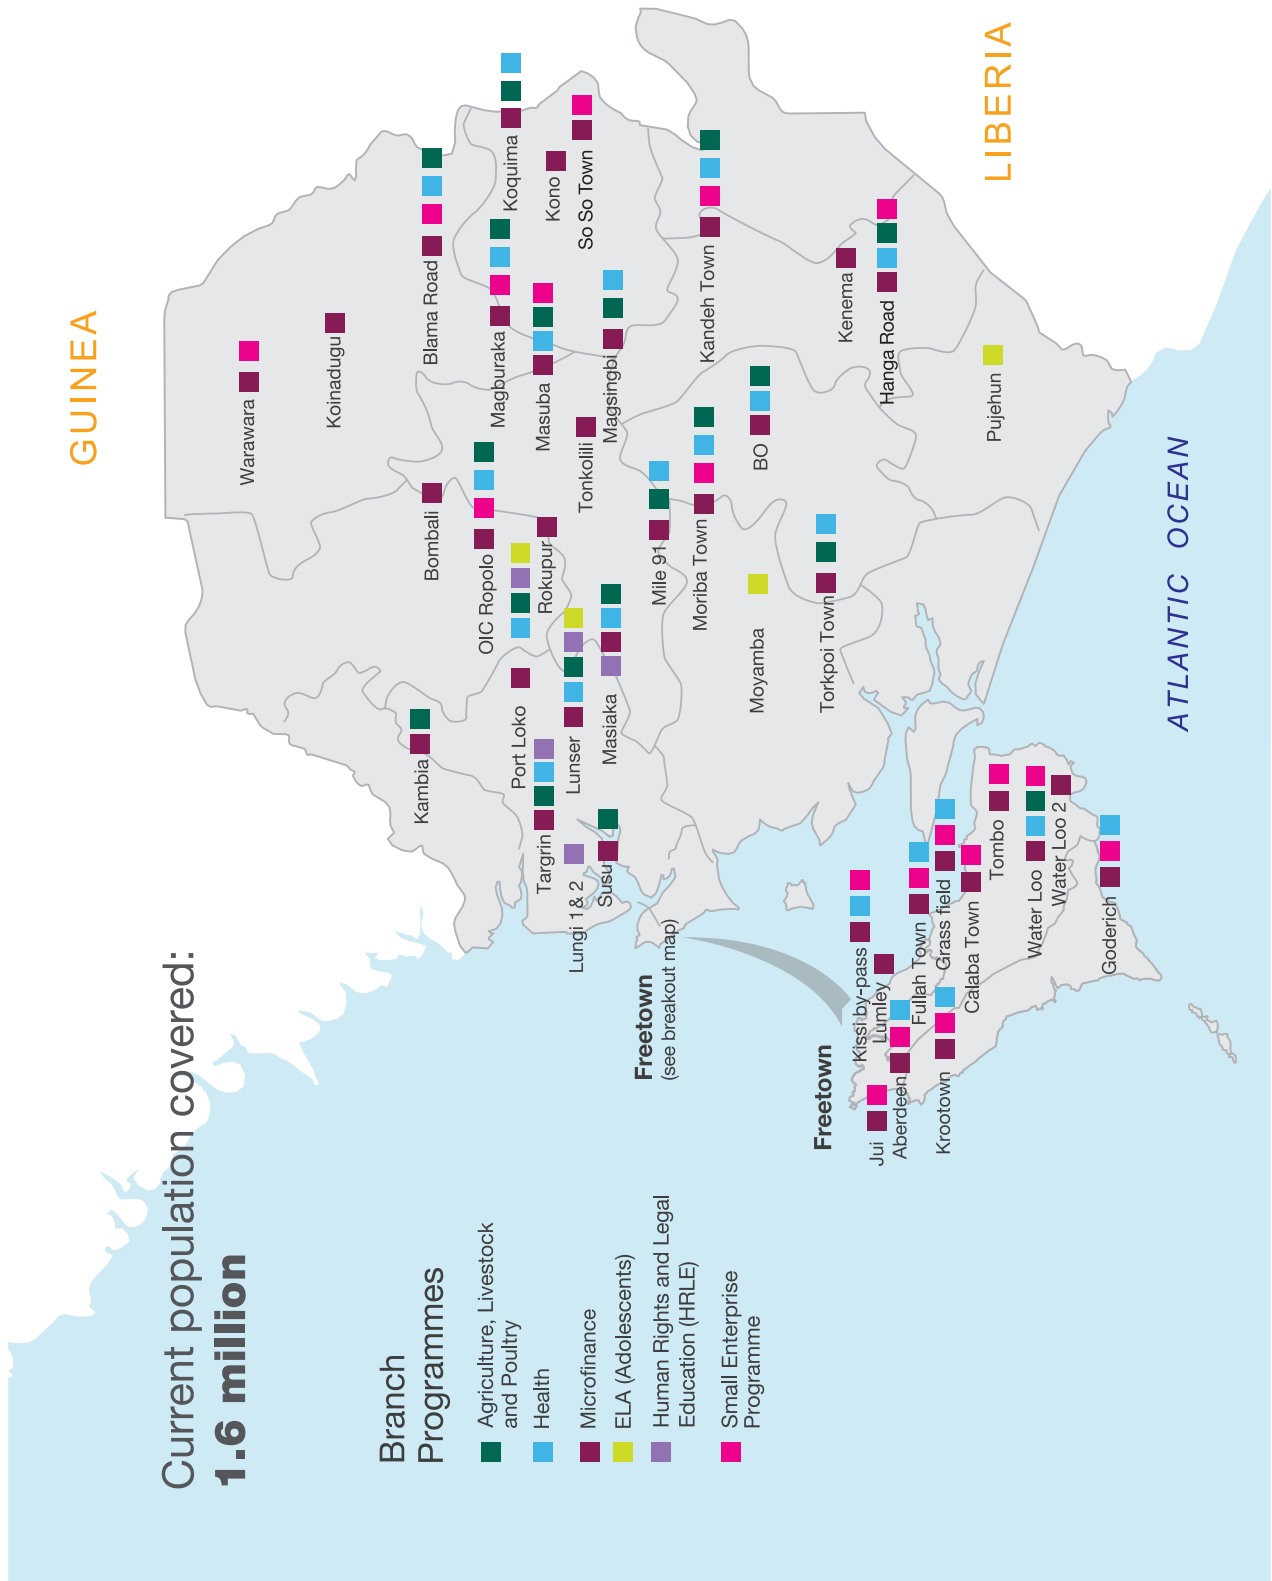 Current population covered:
1.6 million
Branch
Programmes
Agriculture, Livestock
and Poultry
Health
Microfinance
ELA (Adolescents)
Human Rights and Legal
Education (HRLE)
Small Enterprise
Programme
GUINEA
Warawara
Koinadugu
Kambia
Bombali
Blama Road
OIC Ropolo
Magburaka
Koquima
Port Loko
Rokupur
Targrin
Masuba
Kono
Lungi 1& 2
Lunser
Tonkolili
So So Town
Susu
Masiaka
Magsingbi
Freetown
(see breakout map)
Mile 91
Moriba Town
Kandeh Town
Moyamba
BO
Torkpoi Town
Kenema
Hanga Road
Pujehun
LIBERIA
Freetown
Kissi by-pass
Jui
Lumley
Aberdeen
Fullah Town
Krootown
Grass field
Calaba Town
Tombo
Water Loo
Water Loo 2
Goderich
ATLANTIC OCEAN